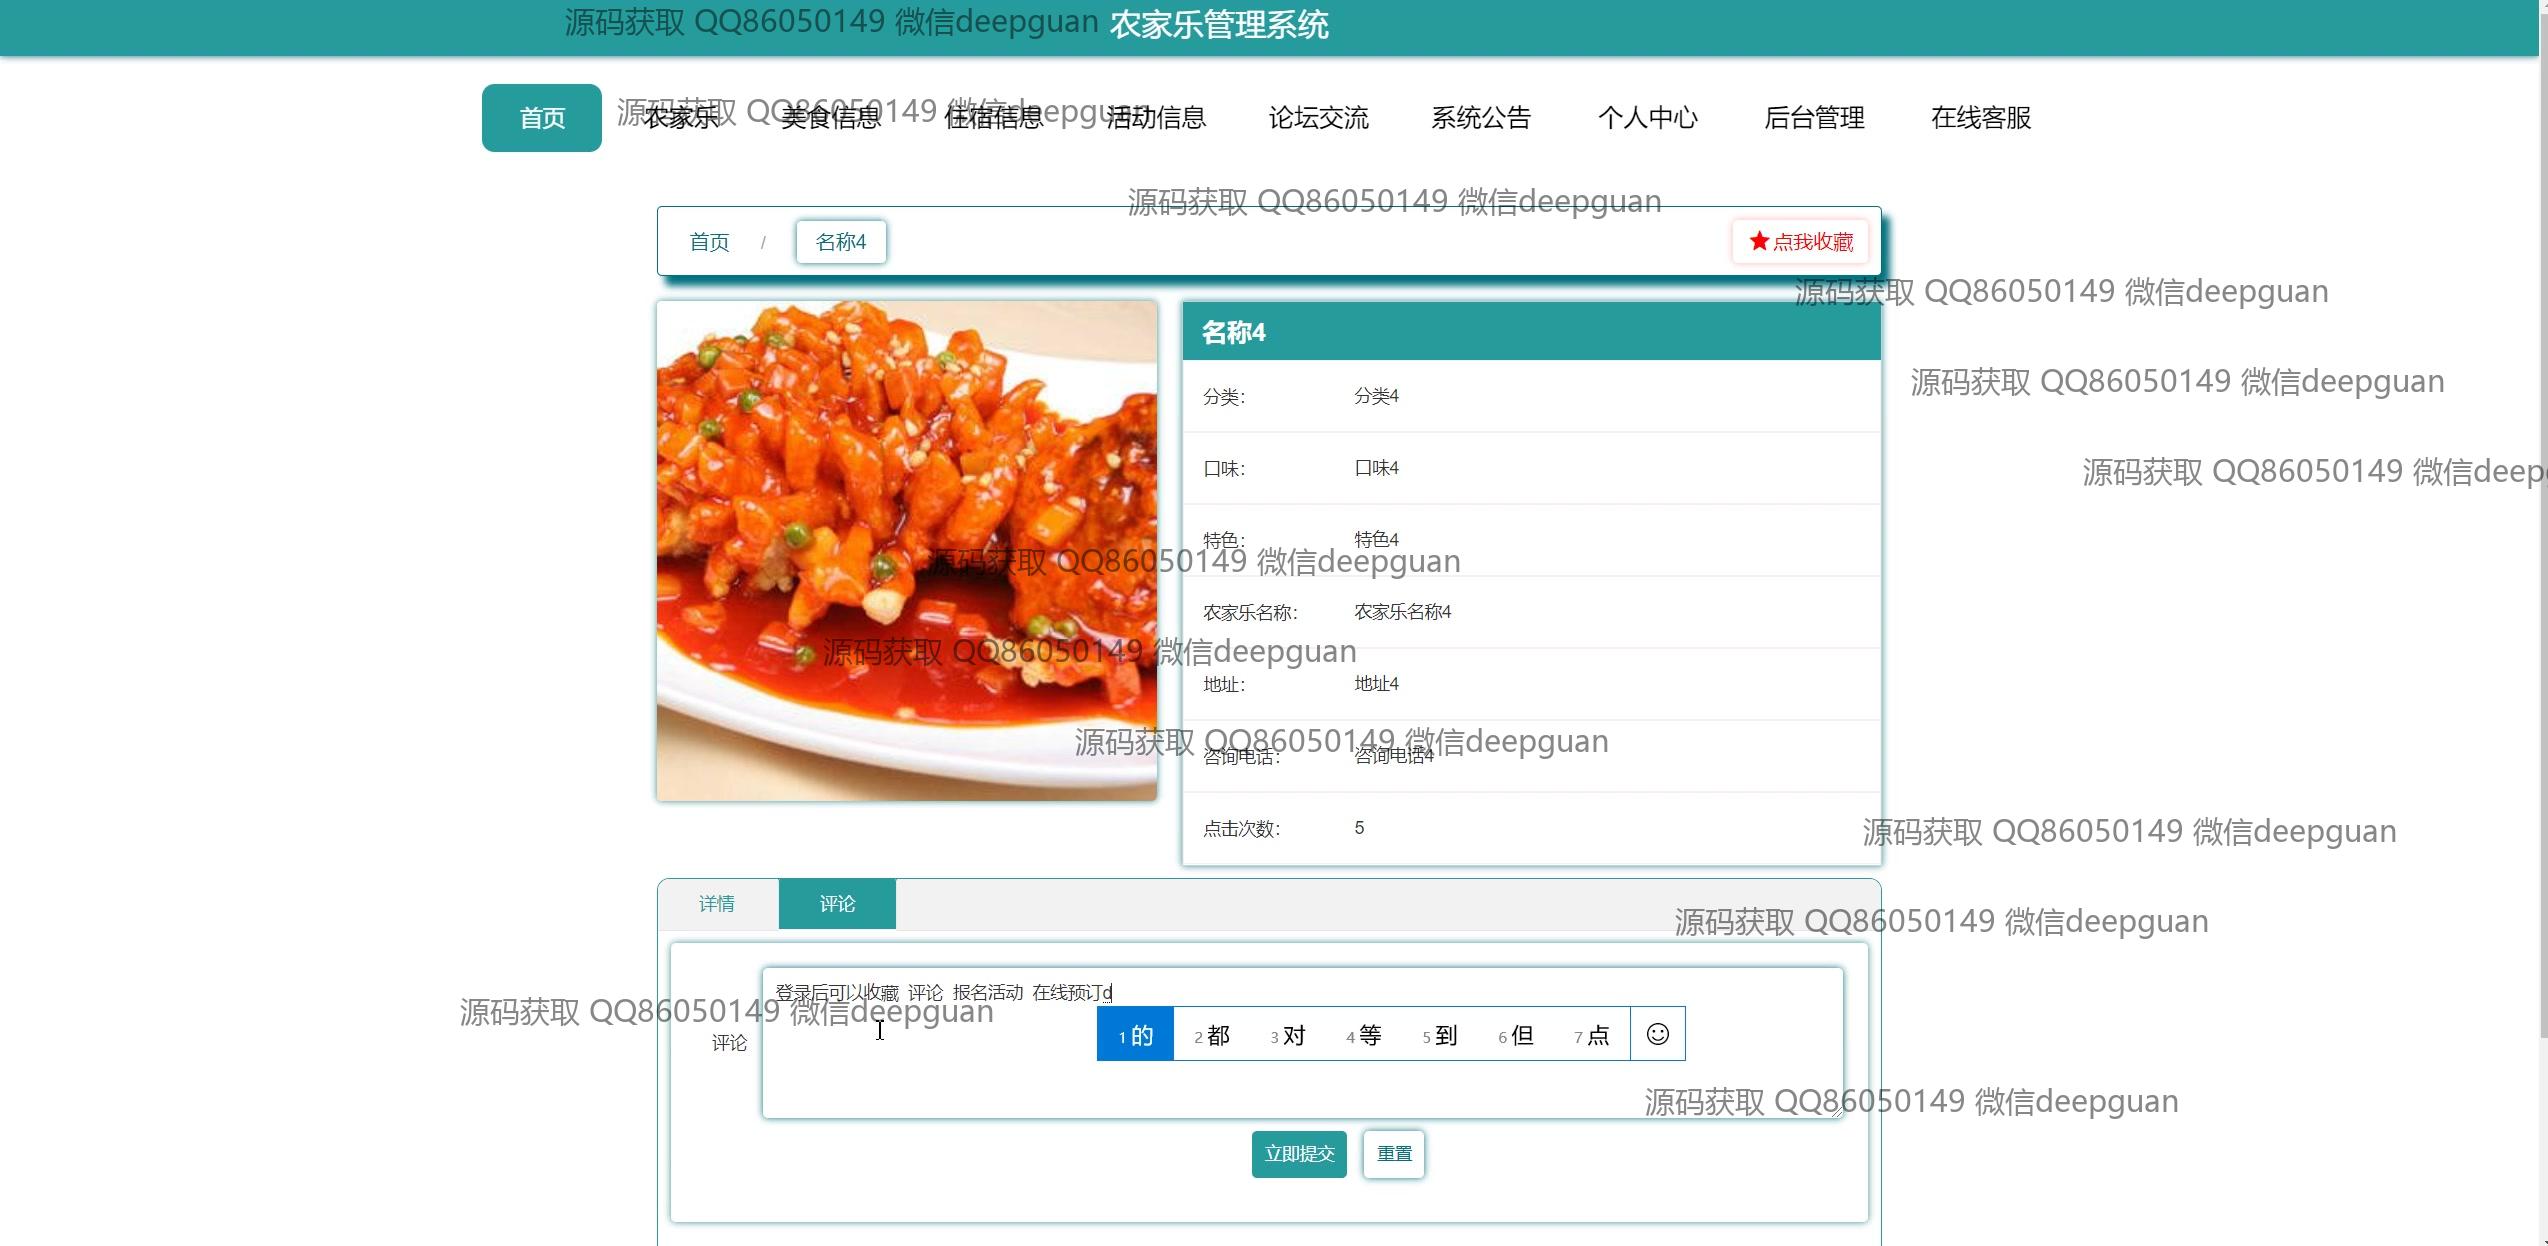 源码获取 QQ86050149 微信deepguan
农家乐管理系统
源码获取 QQ86050149 微信deepguan
首页
农家乐
美食信息
住宿信息
活动信息
论坛交流
系统公告
个人中心
后台管理
在线客服
源码获取 QQ86050149 微信deepguan
首页 / 名称4
点我收藏
源码获取 QQ86050149 微信deepguan
名称4
源码获取 QQ86050149 微信deepguan
分类： 分类4
口味： 口味4
源码获取 QQ86050149 微信deep
特色： 特色4
源码获取 QQ86050149 微信deepguan
农家乐名称： 农家乐名称4
源码获取 QQ86050149 微信deepguan
地址： 地址4
源码获取 QQ86050149 微信deepguan
咨询电话： 咨询电话4
点击次数： 5
源码获取 QQ86050149 微信deepguan
详情
评论
源码获取 QQ86050149 微信deepguan
登录后可以收藏 评论 报名活动 在线预订d
源码获取 QQ86050149 微信deepguan
评论
1 的 2 都 3 对 4 等 5 到 6 但 7 点
源码获取 QQ86050149 微信deepguan
立即提交
重置